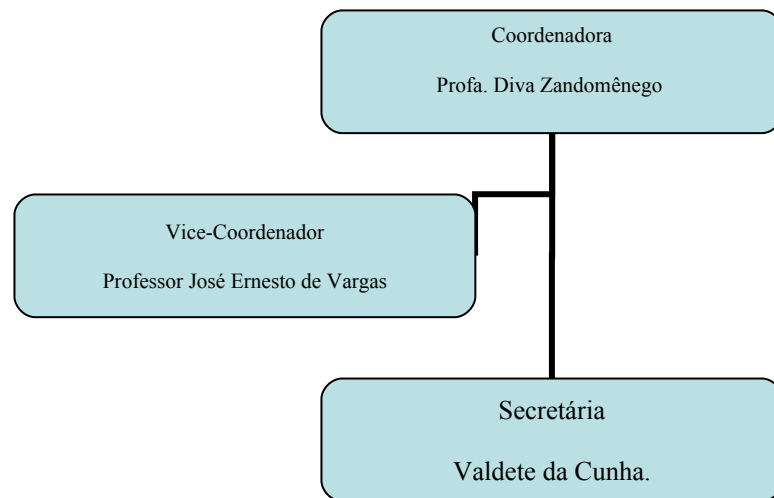 Coordenadora
Profa. Diva Zandomênego
Vice-Coordenador
Professor José Ernesto de Vargas
Secretária
Valdete da Cunha.